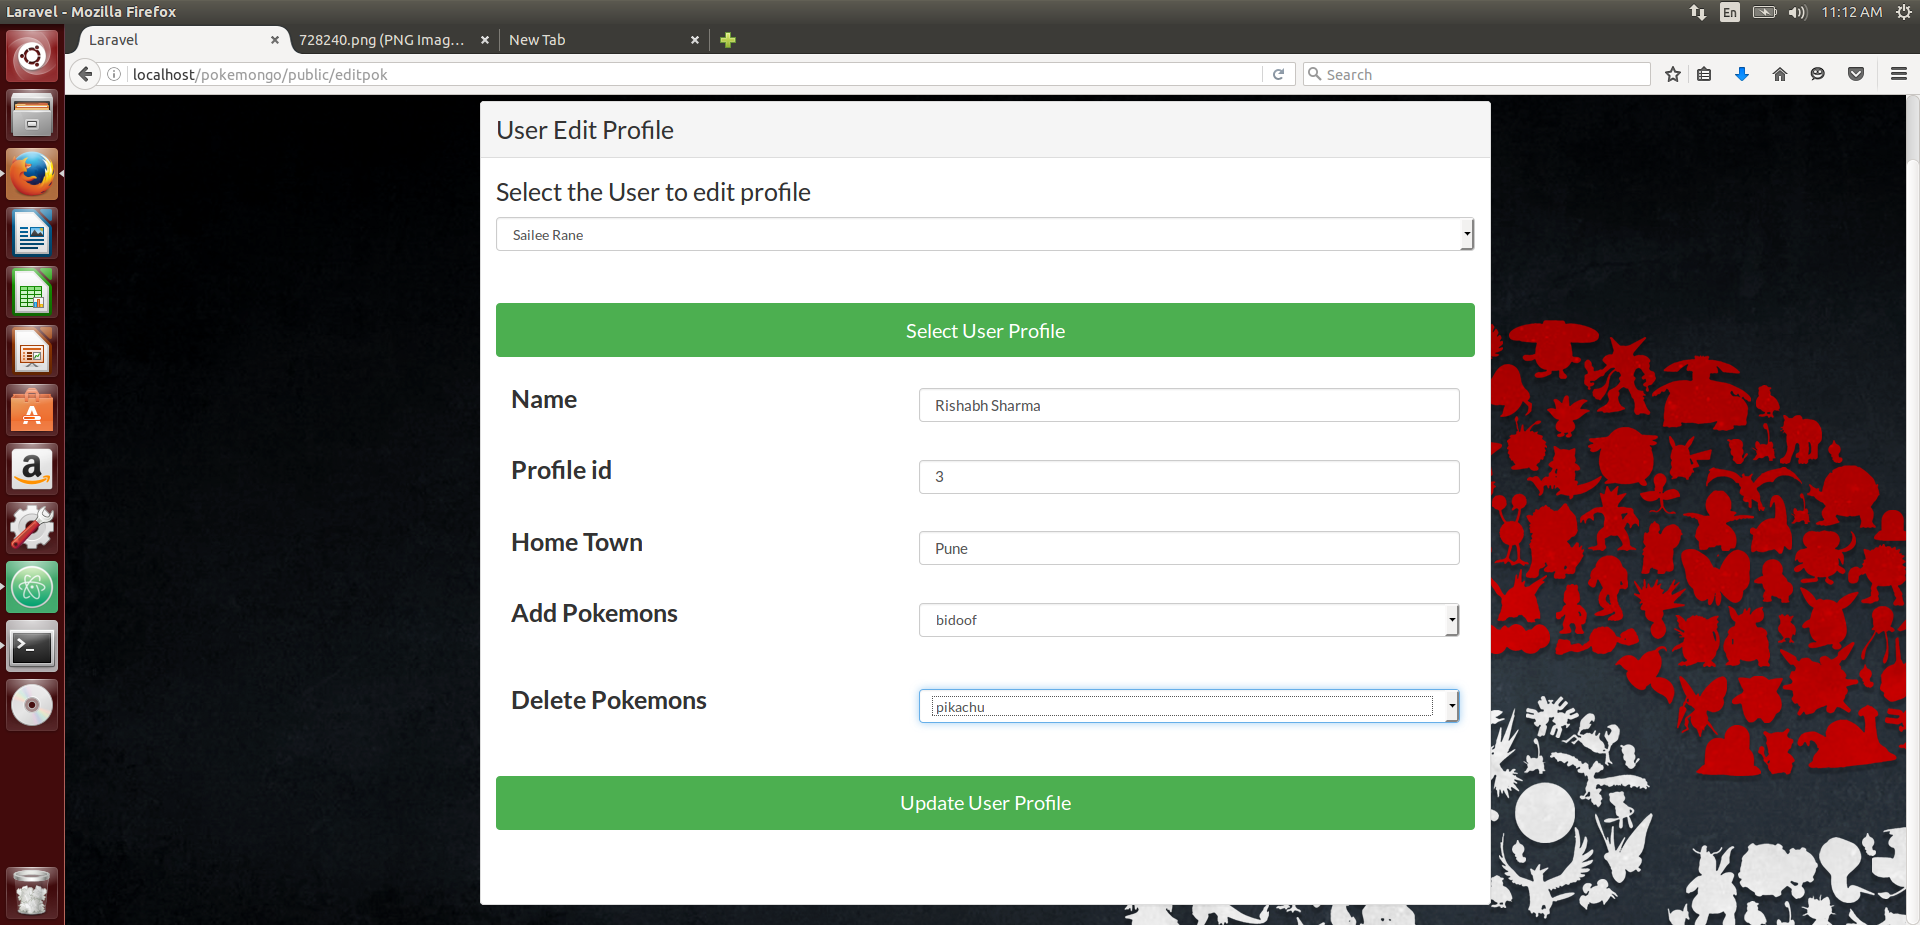 Laravel - Mozilla Firefox
En
11:12 AM
Laravel
728240.png (PNG Imag...
New Tab
localhost/pokemongo/public/editpok
Search
User Edit Profile
Select the User to edit profile
Sailee Rane
Select User Profile
Name
Rishabh Sharma
Profile id
3
Home Town
Pune
Add Pokemons
bidoof
Delete Pokemons
pikachu
Update User Profile